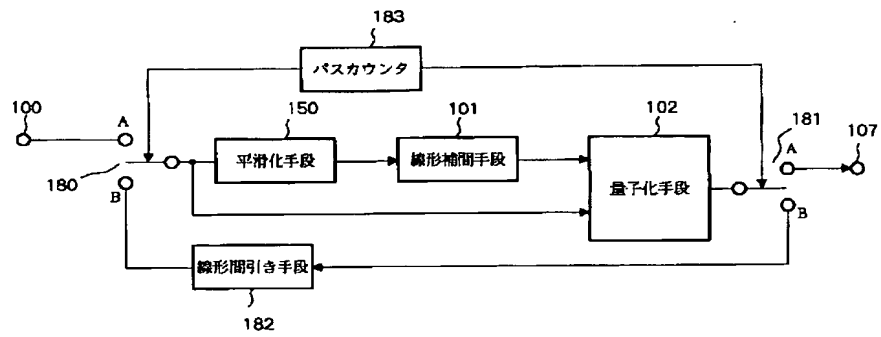 183
パスカウンタ
100
A
150
101
102
181
107
A
平滑化手段
線形補間手段
量子化手段
180
B
B
線形間引き手段
182